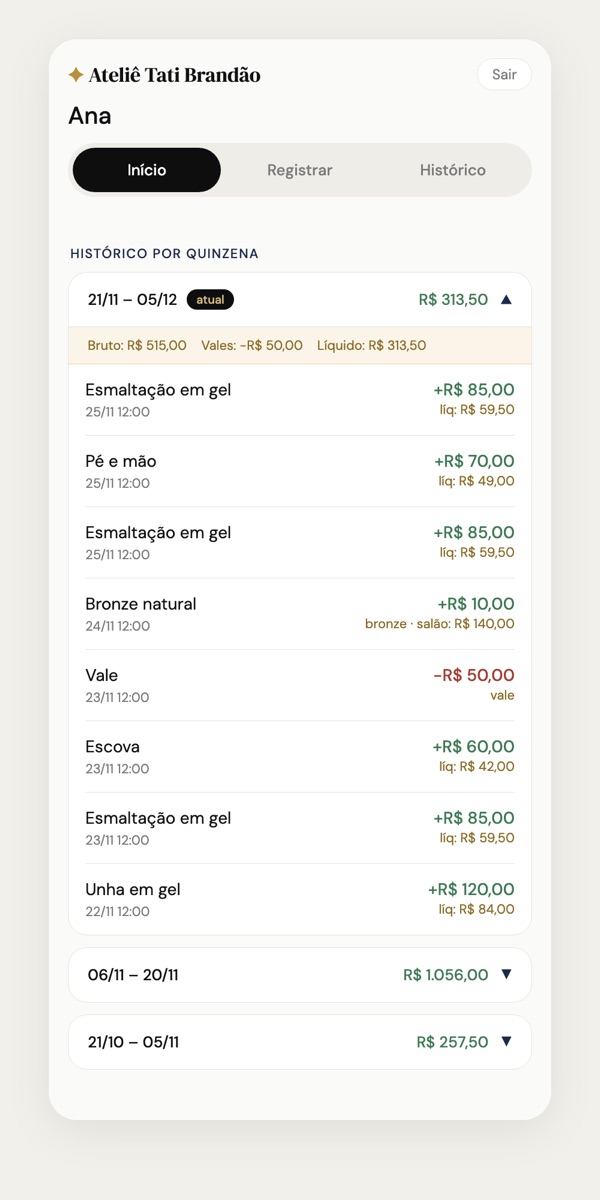 Ateliê Tati Brandão
Sair
Ana
Início
Registrar
Histórico
HISTÓRICO POR QUINZENA
21/11 – 05/12 atual R$ 313,50 ▲
Bruto: R$ 515,00 Vales: −R$ 50,00 Líquido: R$ 313,50
Esmaltação em gel +R$ 85,00
25/11 12:00 líq: R$ 59,50
Pé e mão +R$ 70,00
25/11 12:00 líq: R$ 49,00
Esmaltação em gel +R$ 85,00
25/11 12:00 líq: R$ 59,50
Bronze natural +R$ 10,00
24/11 12:00 bronze · salão: R$ 140,00
Vale −R$ 50,00
23/11 12:00 vale
Escova +R$ 60,00
23/11 12:00 líq: R$ 42,00
Esmaltação em gel +R$ 85,00
23/11 12:00 líq: R$ 59,50
Unha em gel +R$ 120,00
22/11 12:00 líq: R$ 84,00
06/11 – 20/11 R$ 1.056,00 ▼
21/10 – 05/11 R$ 257,50 ▼